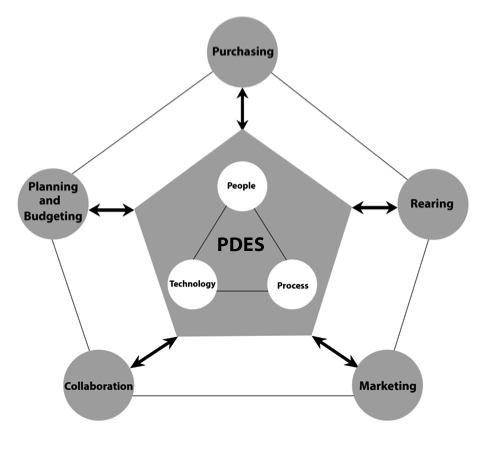 Purchasing
People
Planning
and
Budgeting
Rearing
PDES
Technology
Process
Collaboration
Marketing